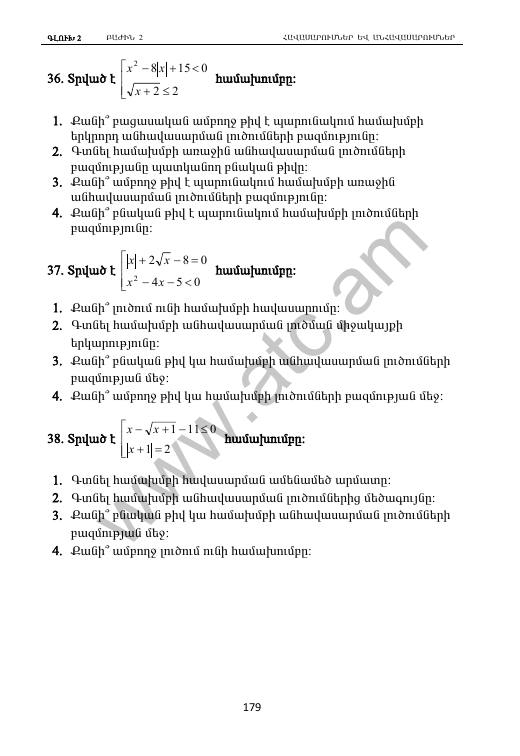 ԳԼՈՒԽ 2 ԲԱԺԻՆ 2 ՀԱՎԱՍԱՐՈՒՄՆԵՐ ԵՎ ԱՆՀԱՎԱՍԱՐՈՒՄՆԵՐ
36. Տրված է [ x² − 8|x| + 15 < 0 համախումբը:
√x + 2 ≤ 2
1. Քանի՞ բացասական ամբողջ թիվ է պարունակում համախմբի
երկրորդ անհավասարման լուծումների բազմությունը:
2. Գտնել համախմբի առաջին անհավասարման լուծումների
բազմությանը պատկանող բնական թիվը:
3. Քանի՞ ամբողջ թիվ է պարունակում համախմբի առաջին
անհավասարման լուծումների բազմությունը:
4. Քանի՞ բնական թիվ է պարունակում համախմբի լուծումների
բազմությունը:
37. Տրված է [ |x| + 2√x − 8 = 0 համախումբը:
x² − 4x − 5 < 0
1. Քանի՞ լուծում ունի համախմբի հավասարումը:
2. Գտնել համախմբի անհավասարման լուծման միջակայքի
երկարությունը:
3. Քանի՞ բնական թիվ կա համախմբի անհավասարման լուծումների
բազմության մեջ:
4. Քանի՞ ամբողջ թիվ կա համախմբի լուծումների բազմության մեջ:
38. Տրված է [ x − √x + 1 − 11 ≤ 0 համախումբը:
|x + 1| = 2
1. Գտնել համախմբի հավասարման ամենամեծ արմատը:
2. Գտնել համախմբի անհավասարման լուծումներից մեծագույնը:
3. Քանի՞ բնական թիվ կա համախմբի անհավասարման լուծումների
բազմության մեջ:
4. Քանի՞ ամբողջ լուծում ունի համախումբը:
www.atc.am
179